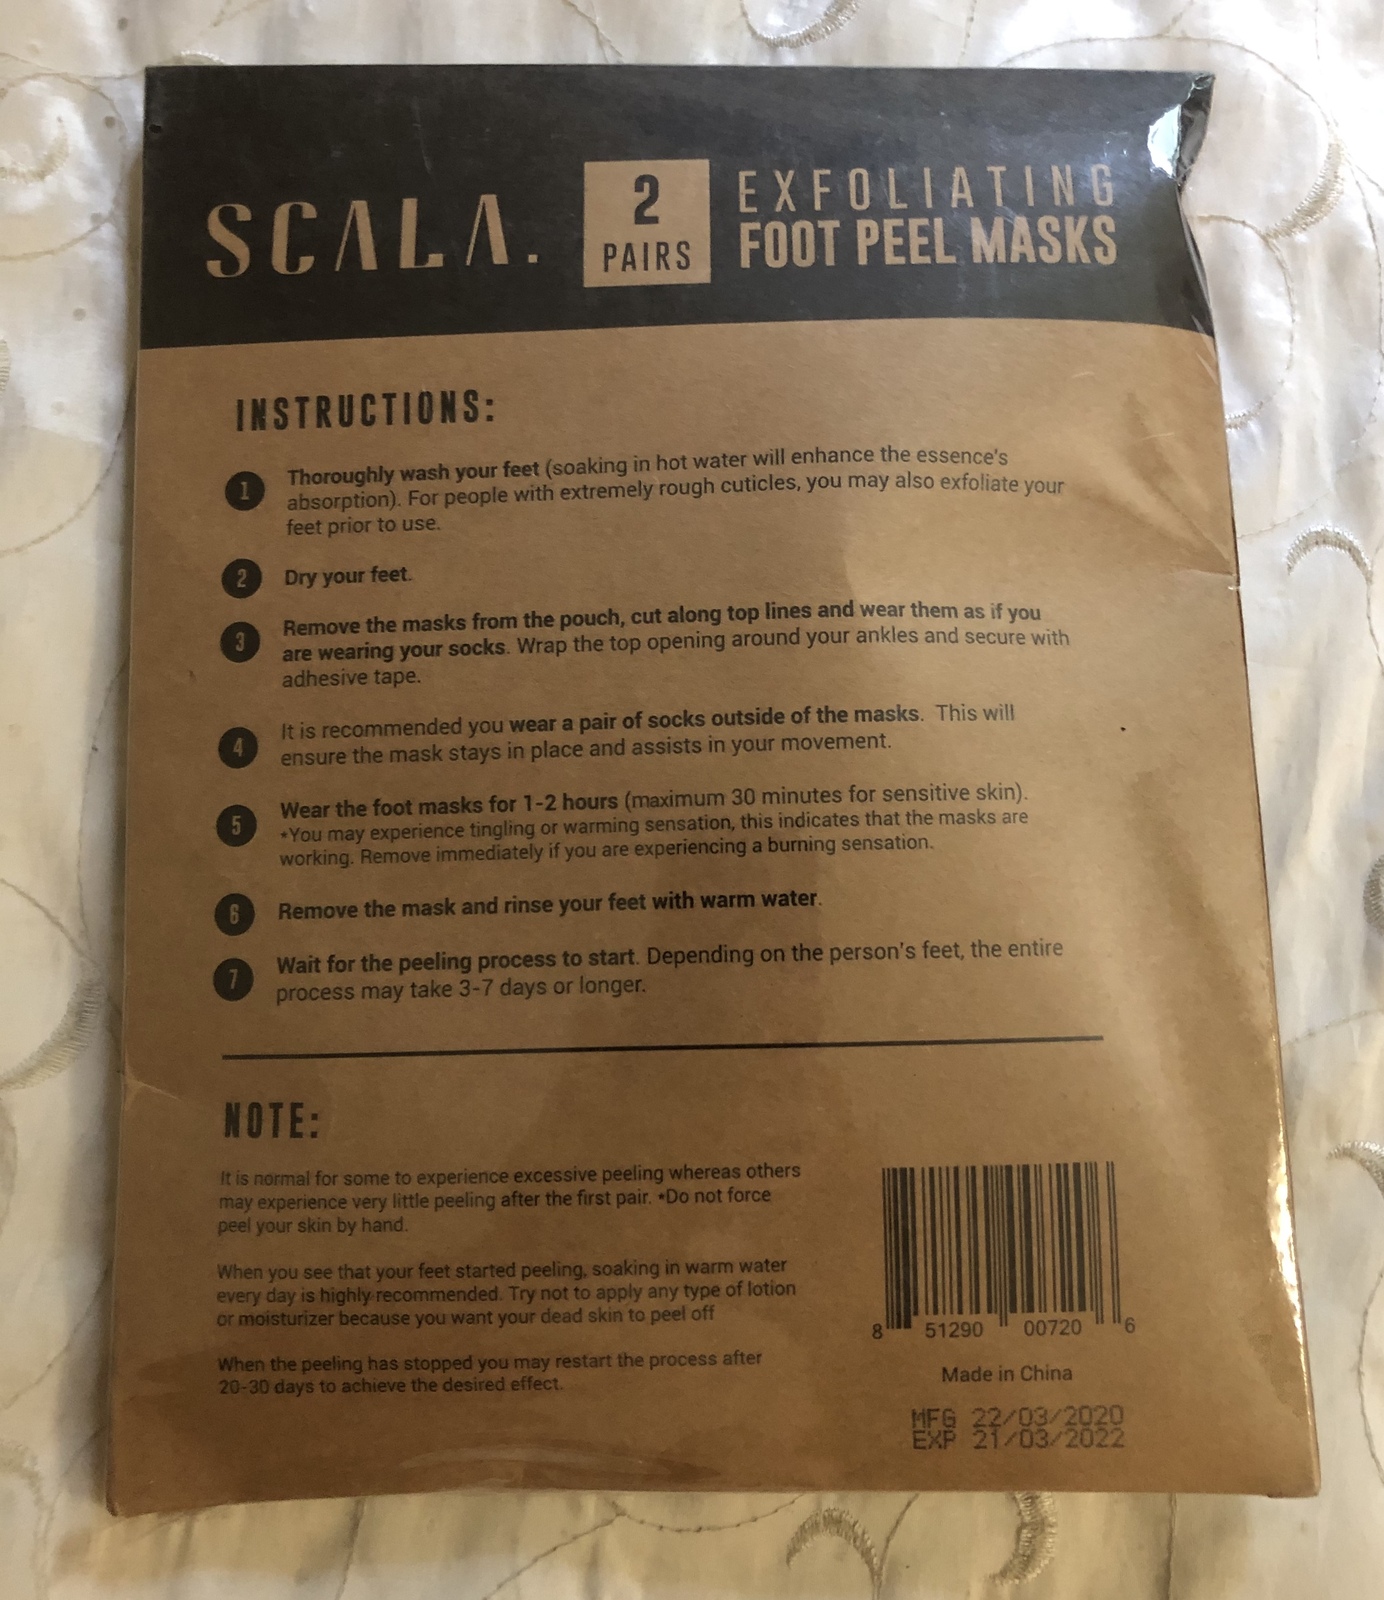 SCALA.
2
PAIRS
EXFOLIATING
FOOT PEEL MASKS
INSTRUCTIONS:
1 Thoroughly wash your feet (soaking in hot water will enhance the essence's
absorption). For people with extremely rough cuticles, you may also exfoliate your
feet prior to use.
2 Dry your feet.
3 Remove the masks from the pouch, cut along top lines and wear them as if you
are wearing your socks. Wrap the top opening around your ankles and secure with
adhesive tape.
4 It is recommended you wear a pair of socks outside of the masks. This will
ensure the mask stays in place and assists in your movement.
5 Wear the foot masks for 1-2 hours (maximum 30 minutes for sensitive skin).
*You may experience tingling or warming sensation, this indicates that the masks are
working. Remove immediately if you are experiencing a burning sensation.
6 Remove the mask and rinse your feet with warm water.
7 Wait for the peeling process to start. Depending on the person's feet, the entire
process may take 3-7 days or longer.
NOTE:
It is normal for some to experience excessive peeling whereas others
may experience very little peeling after the first pair. *Do not force
peel your skin by hand.
When you see that your feet started peeling, soaking in warm water
every day is highly recommended. Try not to apply any type of lotion
or moisturizer because you want your dead skin to peel off
When the peeling has stopped you may restart the process after
20-30 days to achieve the desired effect.
8 51290 00720 6
Made in China
MFG 22/03/2020
EXP 21/03/2022